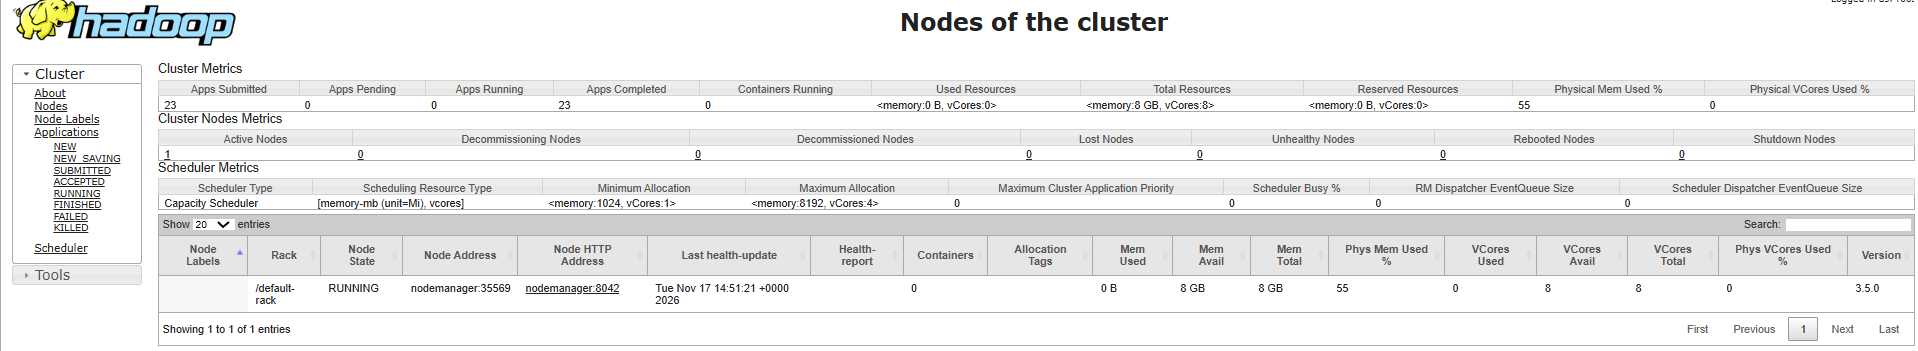 hadoop
Nodes of the cluster
Cluster
About
Nodes
Node Labels
Applications
NEW
NEW_SAVING
SUBMITTED
ACCEPTED
RUNNING
FINISHED
FAILED
KILLED
Scheduler
Tools
Cluster Metrics
Apps Submitted Apps Pending Apps Running Apps Completed Containers Running Used Resources Total Resources Reserved Resources Physical Mem Used % Physical VCores Used %
23 0 0 23 0 <memory:0 B, vCores:0> <memory:8 GB, vCores:8> <memory:0 B, vCores:0> 55 0
Cluster Nodes Metrics
Active Nodes Decommissioning Nodes Decommissioned Nodes Lost Nodes Unhealthy Nodes Rebooted Nodes Shutdown Nodes
1 0 0 0 0 0 0
Scheduler Metrics
Scheduler Type Scheduling Resource Type Minimum Allocation Maximum Allocation Maximum Cluster Application Priority Scheduler Busy % RM Dispatcher EventQueue Size Scheduler Dispatcher EventQueue Size
Capacity Scheduler [memory-mb (unit=Mi), vcores] <memory:1024, vCores:1> <memory:8192, vCores:4> 0 0 0 0
Show 20 entries Search:
Node Labels Rack Node State Node Address Node HTTP Address Last health-update Health-report Containers Allocation Tags Mem Used Mem Avail Mem Total Phys Mem Used % VCores Used VCores Avail VCores Total Phys VCores Used % Version
/default-rack RUNNING nodemanager:35569 nodemanager:8042 Tue Nov 17 14:51:21 +0000 2026 0 0 B 8 GB 8 GB 55 0 8 8 0 3.5.0
Showing 1 to 1 of 1 entries First Previous 1 Next Last